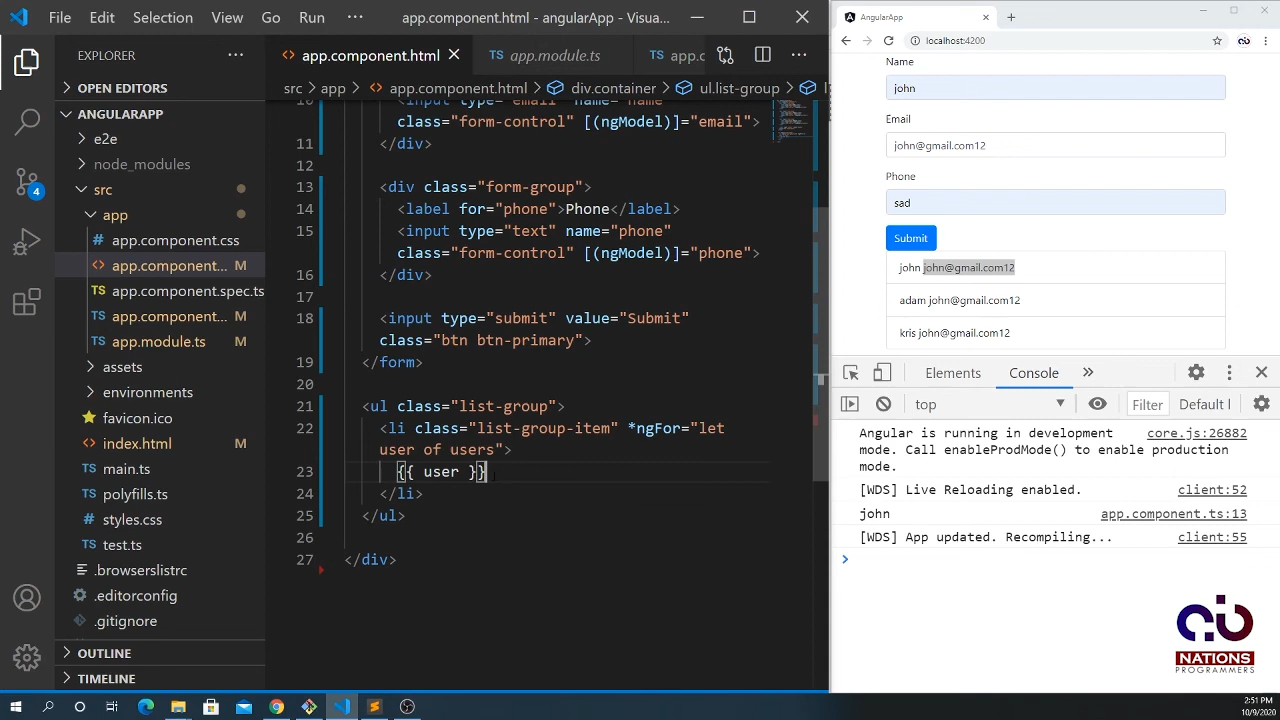 File Edit Selection View Go Run ··· app.component.html - angularApp - Visua...
EXPLORER
OPEN EDITORS
ANGULARAPP
e2e
node_modules
src
app
app.component.css
app.component... M
app.component.spec.ts
app.component... M
app.module.ts M
assets
environments
favicon.ico
index.html M
main.ts
polyfills.ts
styles.css
test.ts
.browserslistrc
.editorconfig
.gitignore
OUTLINE
TIMELINE
4
app.component.html TS app.module.ts TS app.c
src app app.component.html div.container ul.list-group
10 <input type="email" name="name"
class="form-control" [(ngModel)]="email">
11 </div>
12
13 <div class="form-group">
14 <label for="phone">Phone</label>
15 <input type="text" name="phone"
class="form-control" [(ngModel)]="phone">
16 </div>
17
18 <input type="submit" value="Submit"
class="btn btn-primary">
19 </form>
20
21 <ul class="list-group">
22 <li class="list-group-item" *ngFor="let
user of users">
23 {{ user }}
24 </li>
25 </ul>
26
27 </div>
AngularApp
localhost:4200
Name
john
Email
john@gmail.com12
Phone
sad
Submit
john john@gmail.com12
adam john@gmail.com12
kris john@gmail.com12
Elements Console »
top Filter Default l
Angular is running in development core.js:26882
mode. Call enableProdMode() to enable production
mode.
[WDS] Live Reloading enabled. client:52
john app.component.ts:13
[WDS] App updated. Recompiling... client:55
NATIONS
PROGRAMMERS
2:51 PM
10/9/2020